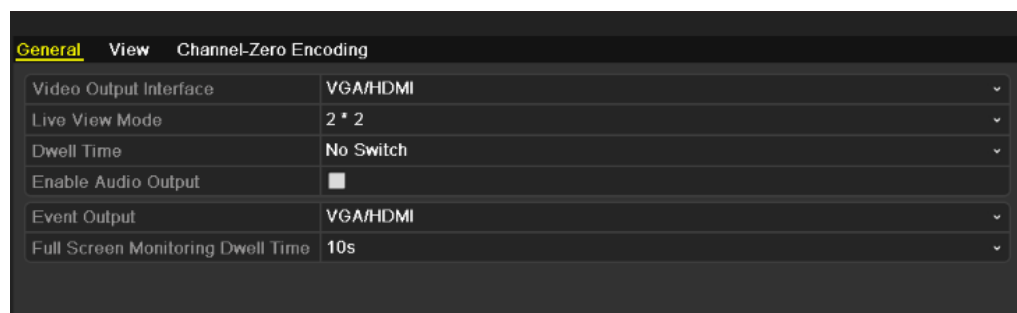 General View Channel-Zero Encoding
Video Output Interface VGA/HDMI
Live View Mode 2 * 2
Dwell Time No Switch
Enable Audio Output
Event Output VGA/HDMI
Full Screen Monitoring Dwell Time 10s